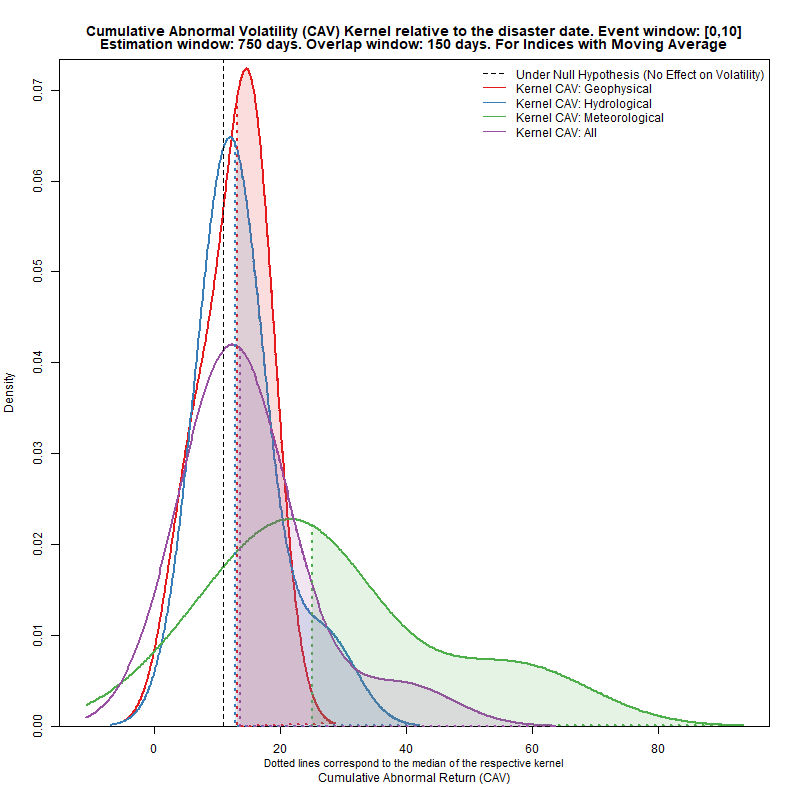 Cumulative Abnormal Volatility (CAV) Kernel relative to the disaster date. Event window: [0,10]
Estimation window: 750 days. Overlap window: 150 days. For Indices with Moving Average
Under Null Hypothesis (No Effect on Volatility)
Kernel CAV: Geophysical
Kernel CAV: Hydrological
Kernel CAV: Meteorological
Kernel CAV: All
0.07
0.06
0.05
0.04
0.03
0.02
0.01
0.00
Density
0 20 40 60 80
Dotted lines correspond to the median of the respective kernel
Cumulative Abnormal Return (CAV)